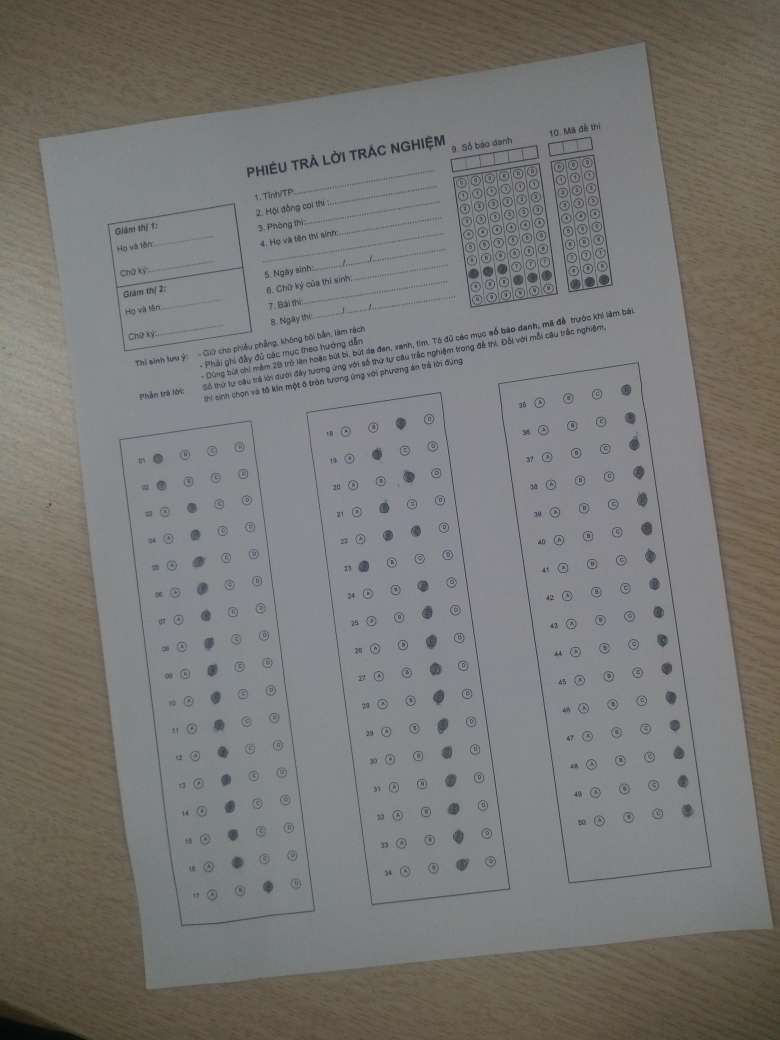 PHIẾU TRẢ LỜI TRẮC NGHIỆM
9. Số báo danh
10. Mã đề thi
Giám thị 1:
Họ và tên:
Chữ ký:
Giám thị 2:
Họ và tên:
Chữ ký:
1. Tỉnh/TP
2. Hội đồng coi thi :
3. Phòng thi:
4. Họ và tên thí sinh:
5. Ngày sinh:........./........./
6. Chữ ký của thí sinh:
7. Bài thi:
8. Ngày thi:........./........./
Thí sinh lưu ý:
- Giữ cho phiếu phẳng, không bôi bẩn, làm rách
- Phải ghi đầy đủ các mục theo hướng dẫn
- Dùng bút chì mềm 2B trở lên hoặc bút bi, bút dạ đen, xanh, tím. Tô đủ các mục số báo danh, mã đề trước khi làm bài.
Phần trả lời:
Số thứ tự câu trả lời dưới đây tương ứng với số thứ tự câu trắc nghiệm trong đề thi. Đối với mỗi câu trắc nghiệm,
thí sinh chọn và tô kín một ô tròn tương ứng với phương án trả lời đúng
01 B C D
02 B C D
03 A C D
04 A C D
05 A C D
06 A C D
07 A C D
08 A C D
09 A C D
10 A C D
11 A C D
12 A C D
13 A C D
14 A C D
15 A C D
16 A C D
17 A B D
18 A B D
19 A C D
20 A B D
21 A C D
22 A D
23 B C D
24 A B D
25 A B D
26 A B D
27 A B D
28 A B D
29 A B D
30 A B D
31 A B D
32 A B D
33 A B D
34 A B D
35 A B C
36 A B C
37 A B C
38 A B C
39 A B C
40 A B C
41 A B C
42 A B C
43 A B C
44 A B C
45 A B C
46 A B C
47 A B C
48 A B C
49 A B C
50 A B C